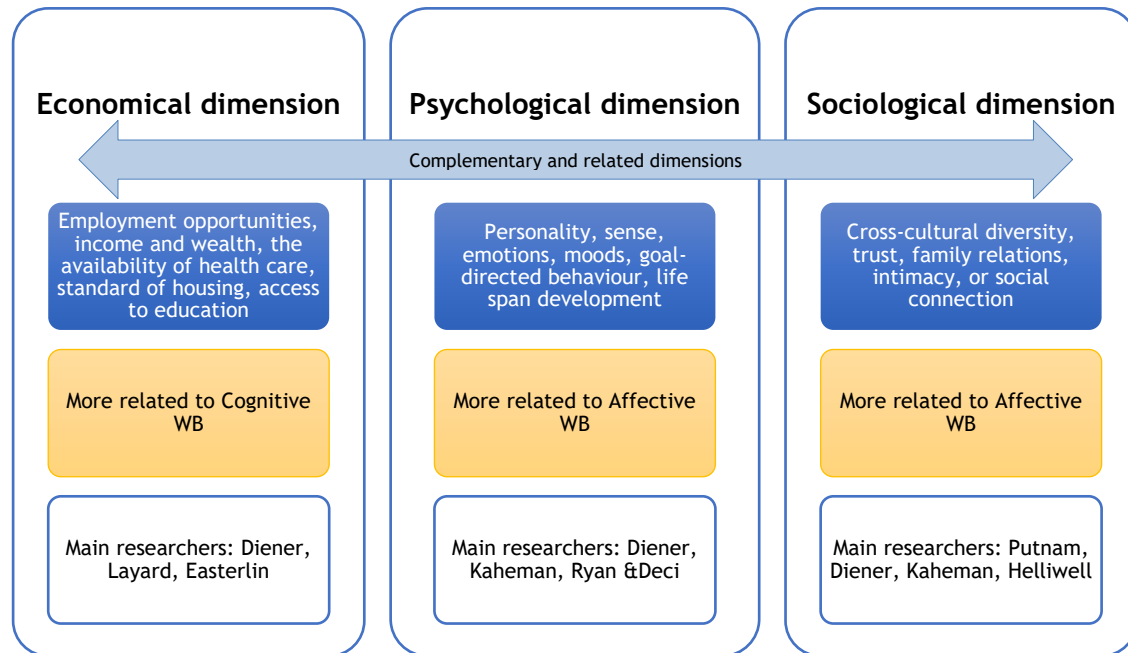 Economical dimension
Psychological dimension
Sociological dimension
Complementary and related dimensions
Employment opportunities,
income and wealth, the
availability of health care,
standard of housing, access
to education
Personality, sense,
emotions, moods, goal-
directed behaviour, life
span development
Cross-cultural diversity,
trust, family relations,
intimacy, or social
connection
More related to Cognitive
WB
More related to Affective
WB
More related to Affective
WB
Main researchers: Diener,
Layard, Easterlin
Main researchers: Diener,
Kaheman, Ryan &Deci
Main researchers: Putnam,
Diener, Kaheman, Helliwell